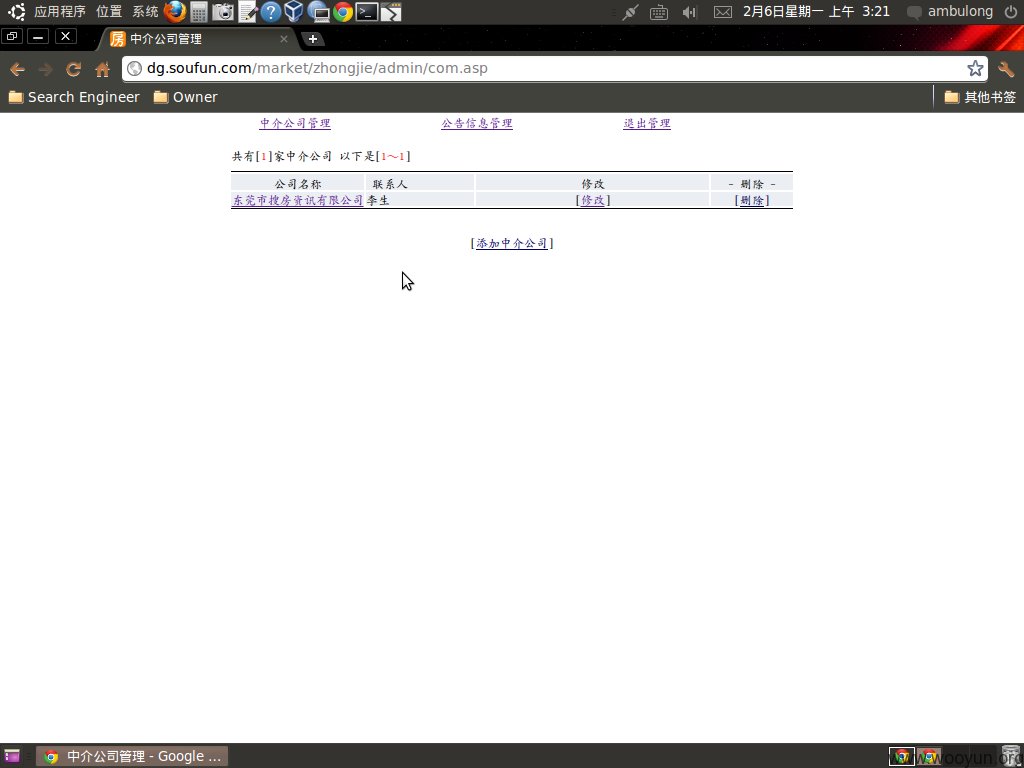 应用程序 位置 系统 2月6日星期一 上午 3:21 ambulong
中介公司管理
dg.soufun.com/market/zhongjie/admin/com.asp
Search Engineer Owner 其他书签
中介公司管理 公告信息管理 退出管理
共有[1]家中介公司 以下是[1～1]
公司名称 联系人 修改 - 删除 -
东莞市搜房资讯有限公司 李生 [修改] [删除]
[添加中介公司]
中介公司管理 - Google ...
www.wooyun.org